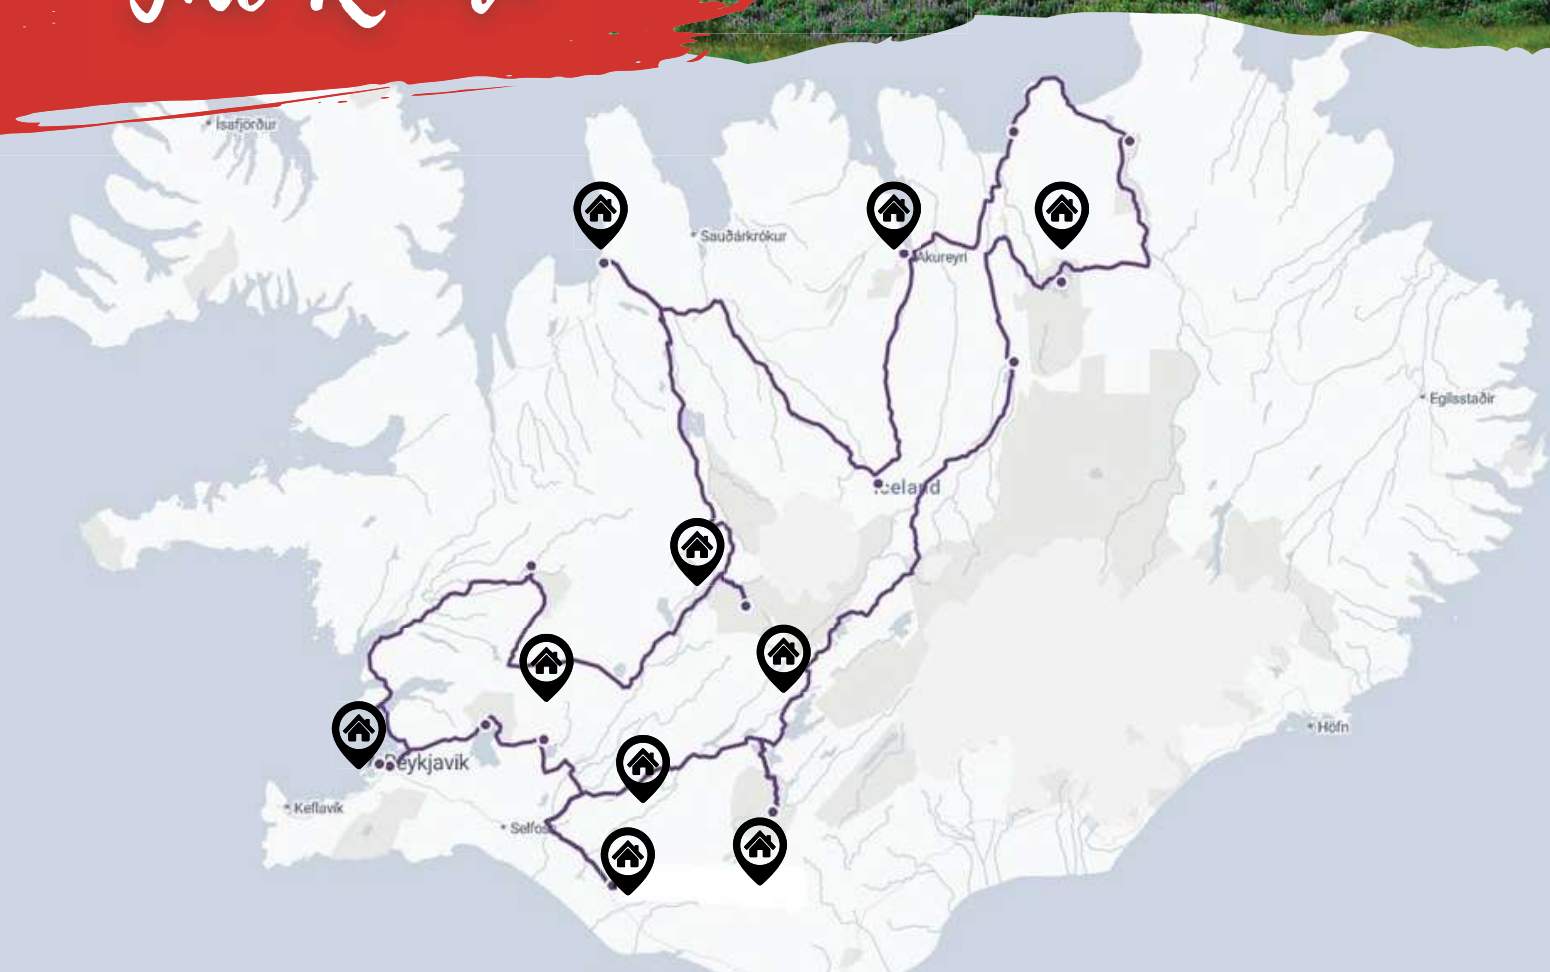 Ísafjörður
Sauðárkrókur
Akureyri
Egilsstaðir
Iceland
Höfn
Reykjavík
Keflavík
Selfoss